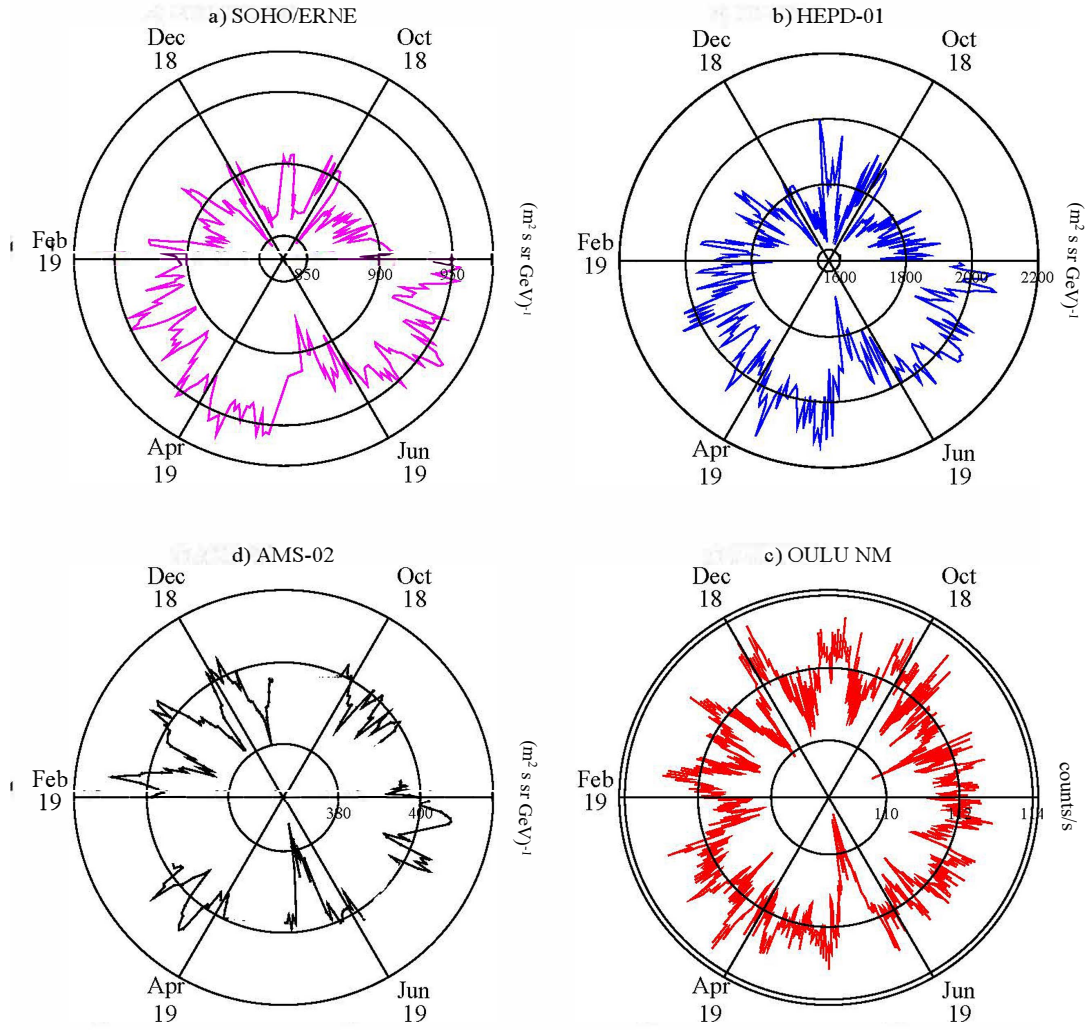 a) SOHO/ERNE
Dec
18
Oct
18
Feb
19
850
900
950
(m² s sr GeV)⁻¹
Apr
19
Jun
19
b) HEPD-01
Dec
18
Oct
18
Feb
19
1600
1800
2000
2200
(m² s sr GeV)⁻¹
Apr
19
Jun
19
d) AMS-02
Dec
18
Oct
18
Feb
19
380
400
(m² s sr GeV)⁻¹
Apr
19
Jun
19
c) OULU NM
Dec
18
Oct
18
Feb
19
110
112
114
counts/s
Apr
19
Jun
19